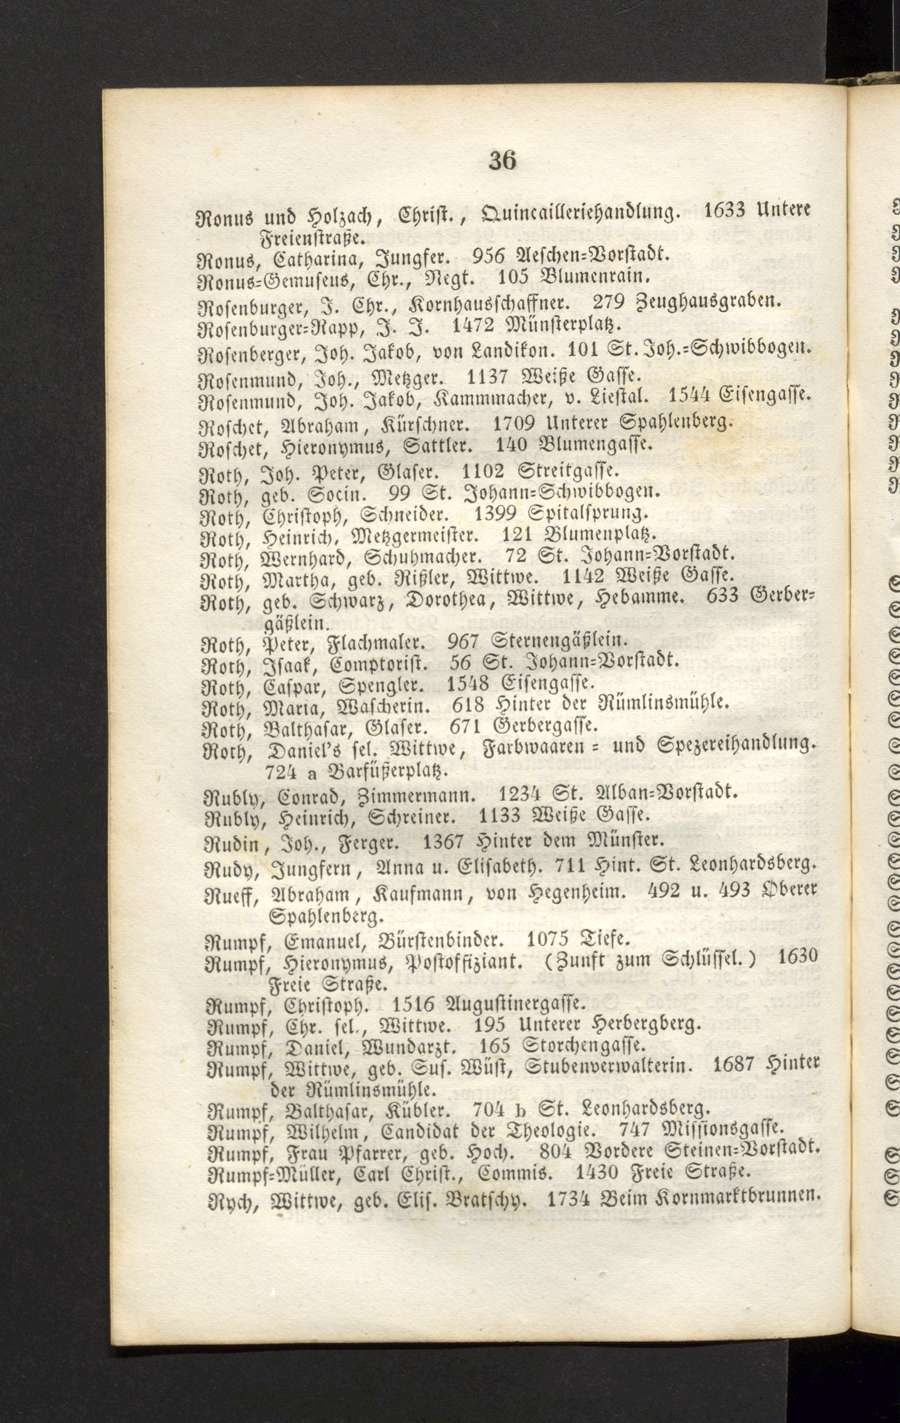 36
Ronus und Holzach, Christ., Quincailleriehandlung. 1633 Untere
Freienstraße.
Ronus, Catharina, Jungfer. 956 Aeschen-Vorstadt.
Ronus-Gemuseus, Chr., Negt. 105 Blumenrain.
Rosenburger, J. Chr., Kornhausschaffner. 279 Zeughausgraben.
Rosenburger-Rapp, J. J. 1472 Münsterplatz.
Rosenberger, Joh. Jakob, von Landikon. 101 St. Joh.-Schwibbogen.
Rosenmund, Joh., Metzger. 1137 Weiße Gasse.
Rosenmund, Joh. Jakob, Kammmacher, v. Liestal. 1544 Eisengasse.
Roschet, Abraham, Kürschner. 1709 Unterer Spahlenberg.
Roschet, Hieronymus, Sattler. 140 Blumengasse.
Roth, Joh. Peter, Glaser. 1102 Streitgasse.
Roth, geb. Socin. 99 St. Johann-Schwibbogen.
Roth, Christoph, Schneider. 1399 Spitalsprung.
Roth, Heinrich, Metzgermeister. 121 Blumenplatz.
Roth, Wernhard, Schuhmacher. 72 St. Johann-Vorstadt.
Roth, Martha, geb. Rißler, Wittwe. 1142 Weiße Gasse.
Roth, geb. Schwarz, Dorothea, Wittwe, Hebamme. 633 Gerber-
gäßlein.
Roth, Peter, Flachmaler. 967 Sternengäßlein.
Roth, Isaak, Comptorist. 56 St. Johann-Vorstadt.
Roth, Caspar, Spengler. 1548 Eisengasse.
Roth, Maria, Wascherin. 618 Hinter der Rümlinsmühle.
Roth, Balthasar, Glaser. 671 Gerbergasse.
Roth, Daniel's sel. Wittwe, Farbwaaren- und Spezereihandlung.
724 a Barfüßerplatz.
Rubly, Conrad, Zimmermann. 1234 St. Alban-Vorstadt.
Rubly, Heinrich, Schreiner. 1133 Weiße Gasse.
Rudin, Joh., Ferger. 1367 Hinter dem Münster.
Rudy, Jungfern, Anna u. Elisabeth. 711 Hint. St. Leonhardsberg.
Rueff, Abraham, Kaufmann, von Hegenheim. 492 u. 493 Oberer
Spahlenberg.
Rumpf, Emanuel, Bürstenbinder. 1075 Tiefe.
Rumpf, Hieronymus, Postoffiziant. (Zunft zum Schlüssel.) 1630
Freie Straße.
Rumpf, Christoph. 1516 Augustinergasse.
Rumpf, Chr. sel., Wittwe. 195 Unterer Herbergberg.
Rumpf, Daniel, Wundarzt. 165 Storchengasse.
Rumpf, Wittwe, geb. Sus. Wüst, Stubenverwalterin. 1687 Hinter
der Rümlinsmühle.
Rumpf, Balthasar, Kübler. 704 b St. Leonhardsberg.
Rumpf, Wilhelm, Candidat der Theologie. 747 Missionsgasse.
Rumpf, Frau Pfarrer, geb. Hoch. 804 Vordere Steinen-Vorstadt.
Rumpf-Müller, Carl Christ., Commis. 1430 Freie Straße.
Rych, Wittwe, geb. Elis. Bratschy. 1734 Beim Kornmarktbrunnen.